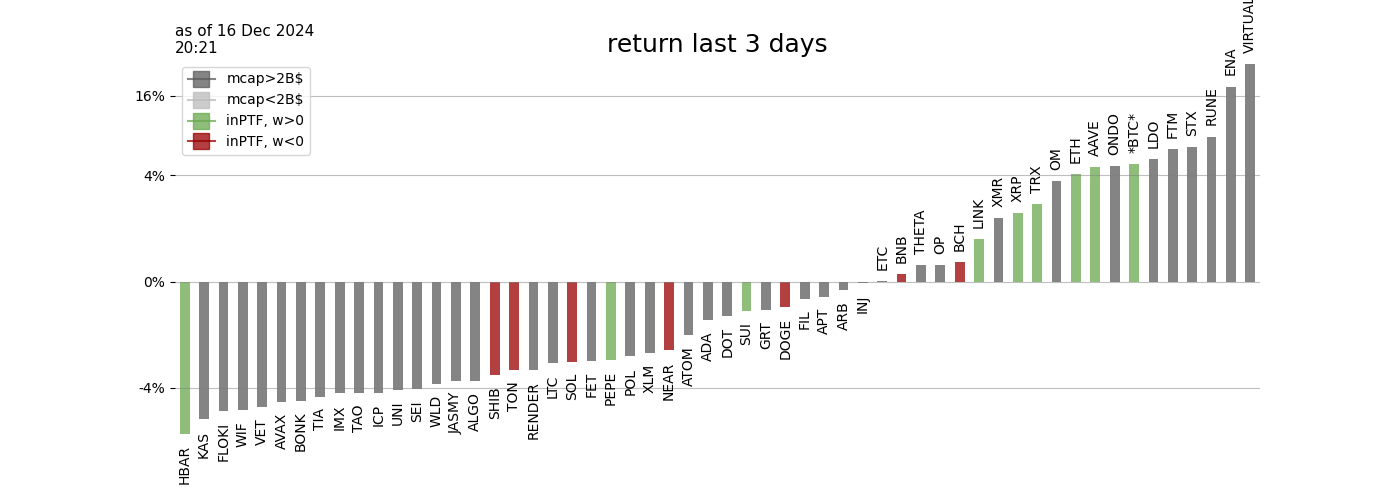 as of 16 Dec 2024
20:21
return last 3 days
mcap>2B$
mcap<2B$
inPTF, w>0
inPTF, w<0
16%
4%
0%
-4%
HBAR
KAS
FLOKI
WIF
VET
AVAX
BONK
TIA
IMX
TAO
ICP
UNI
SEI
WLD
JASMY
ALGO
SHIB
TON
RENDER
LTC
SOL
FET
PEPE
POL
XLM
NEAR
ATOM
ADA
DOT
SUI
GRT
DOGE
FIL
APT
ARB
INJ
ETC
BNB
THETA
OP
BCH
LINK
XMR
XRP
TRX
OM
ETH
AAVE
ONDO
*BTC*
LDO
FTM
STX
RUNE
ENA
VIRTUAL